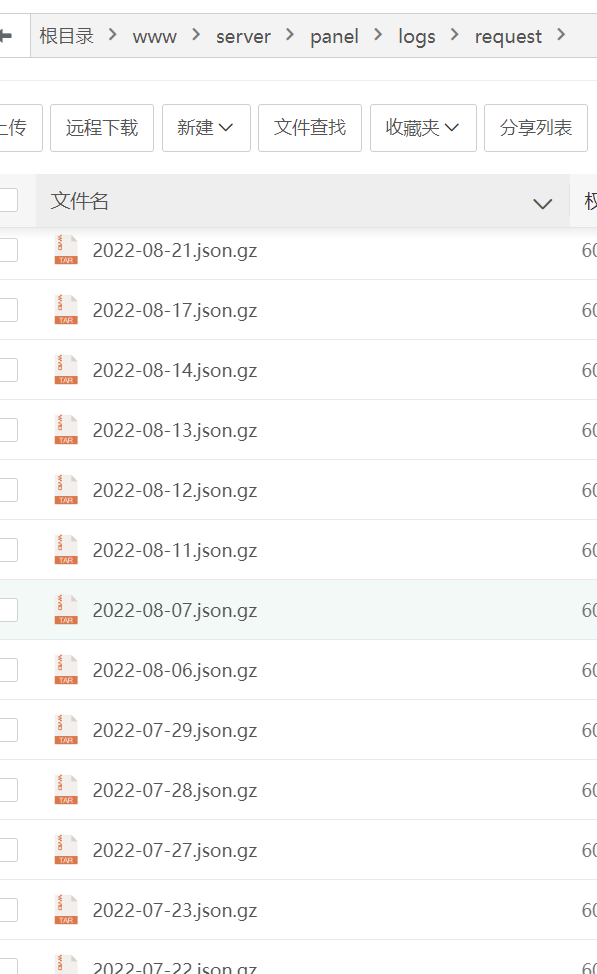 根目录 > www > server > panel > logs > request >
上传 远程下载 新建 文件查找 收藏夹 分享列表
文件名
2022-08-21.json.gz 60
TAR
2022-08-17.json.gz 60
TAR
2022-08-14.json.gz 60
TAR
2022-08-13.json.gz 60
TAR
2022-08-12.json.gz 60
TAR
2022-08-11.json.gz 60
TAR
2022-08-07.json.gz 60
TAR
2022-08-06.json.gz 60
TAR
2022-07-29.json.gz 60
TAR
2022-07-28.json.gz 60
TAR
2022-07-27.json.gz 60
TAR
2022-07-23.json.gz 60
TAR
2022-07-22.json.gz 60